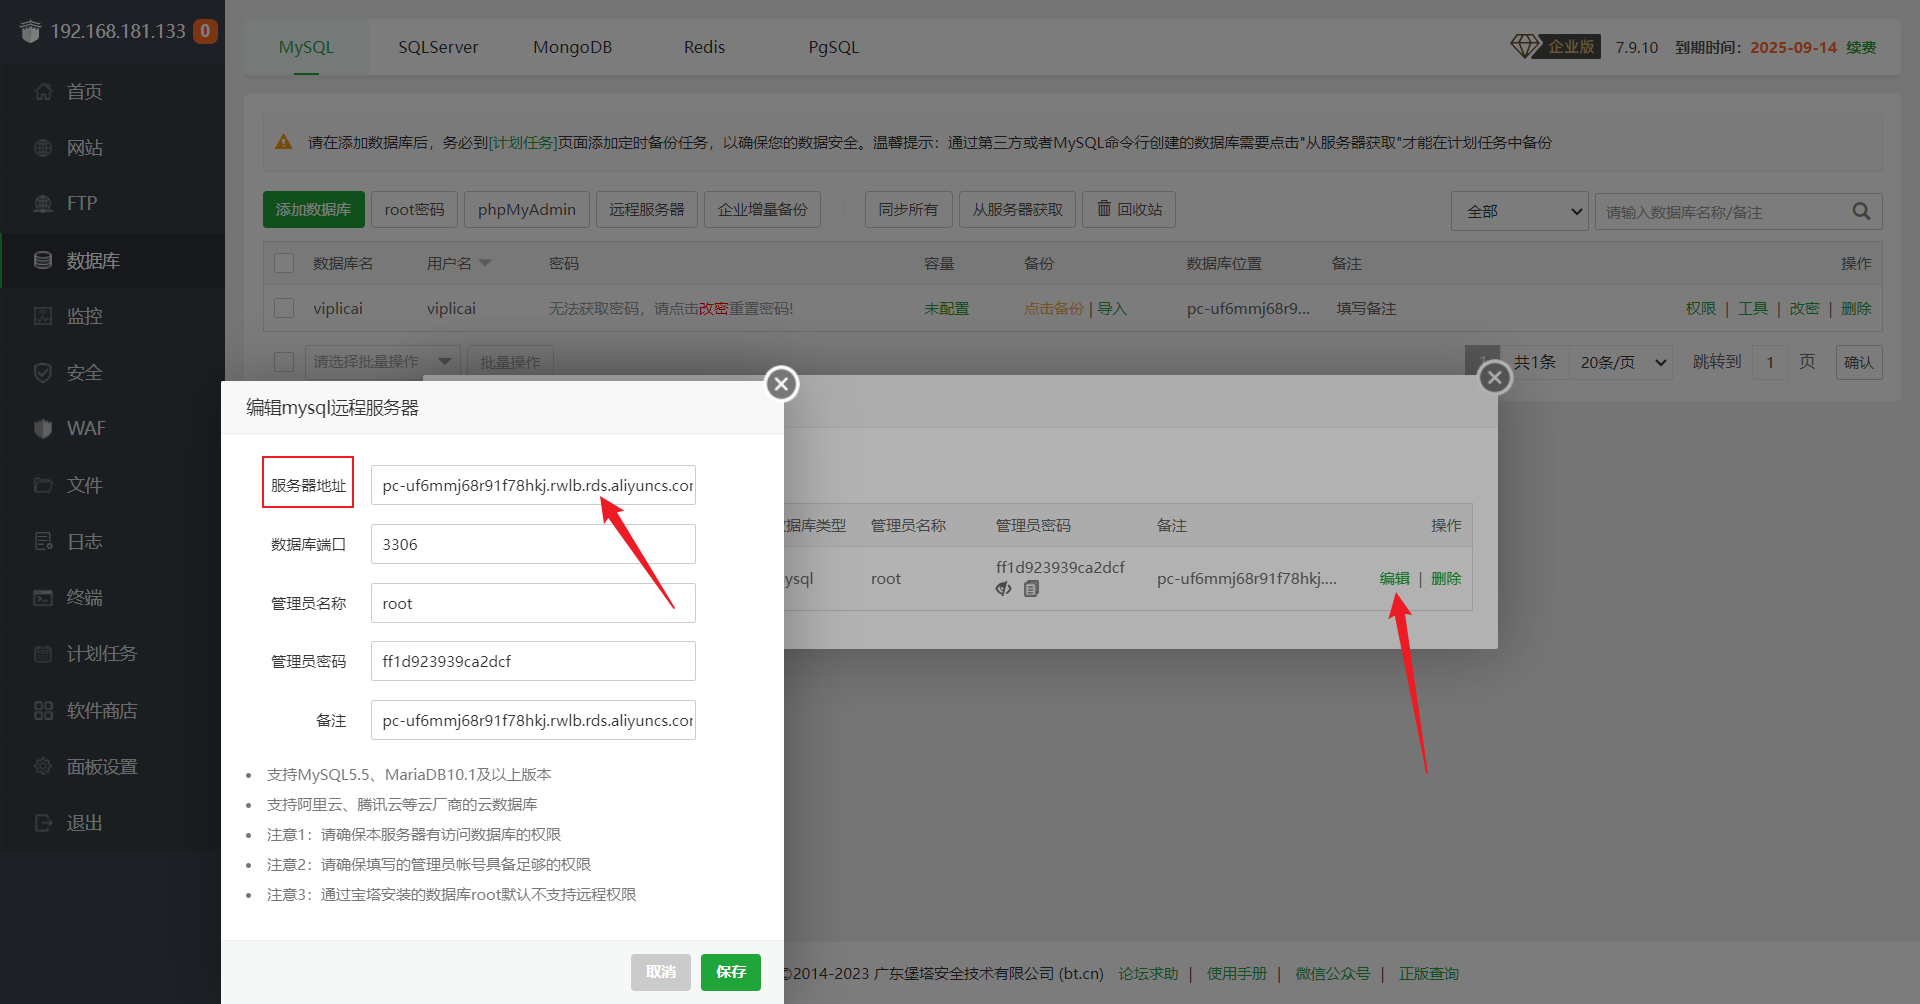 192.168.181.133 0
首页
网站
FTP
数据库
监控
安全
WAF
文件
日志
终端
计划任务
软件商店
面板设置
退出
MySQL SQLServer MongoDB Redis PgSQL
企业版 7.9.10 到期时间：2025-09-14 续费
请在添加数据库后，务必到[计划任务]页面添加定时备份任务，以确保您的数据安全。温馨提示：通过第三方或者MySQL命令行创建的数据库需要点击"从服务器获取"才能在计划任务中备份
添加数据库 root密码 phpMyAdmin 远程服务器 企业增量备份 同步所有 从服务器获取 回收站 全部 请输入数据库名称/备注
数据库名 用户名 密码 容量 备份 数据库位置 备注 操作
viplicai viplicai 无法获取密码，请点击改密重置密码! 未配置 点击备份 | 导入 pc-uf6mmj68r9... 填写备注 权限 | 工具 | 改密 | 删除
请选择批量操作 批量操作 1 共1条 20条/页 跳转到 1 页 确认
编辑mysql远程服务器
服务器地址 pc-uf6mmj68r91f78hkj.rwlb.rds.aliyuncs.cor
数据库端口 3306
管理员名称 root
管理员密码 ff1d923939ca2dcf
备注 pc-uf6mmj68r91f78hkj.rwlb.rds.aliyuncs.cor
支持MySQL5.5、MariaDB10.1及以上版本
支持阿里云、腾讯云等云厂商的云数据库
注意1：请确保本服务器有访问数据库的权限
注意2：请确保填写的管理员帐号具备足够的权限
注意3：通过宝塔安装的数据库root默认不支持远程权限
取消 保存
据库类型 管理员名称 管理员密码 备注 操作
ysql root ff1d923939ca2dcf pc-uf6mmj68r91f78hkj.... 编辑 | 删除
©2014-2023 广东堡塔安全技术有限公司 (bt.cn) 论坛求助 | 使用手册 | 微信公众号 | 正版查询